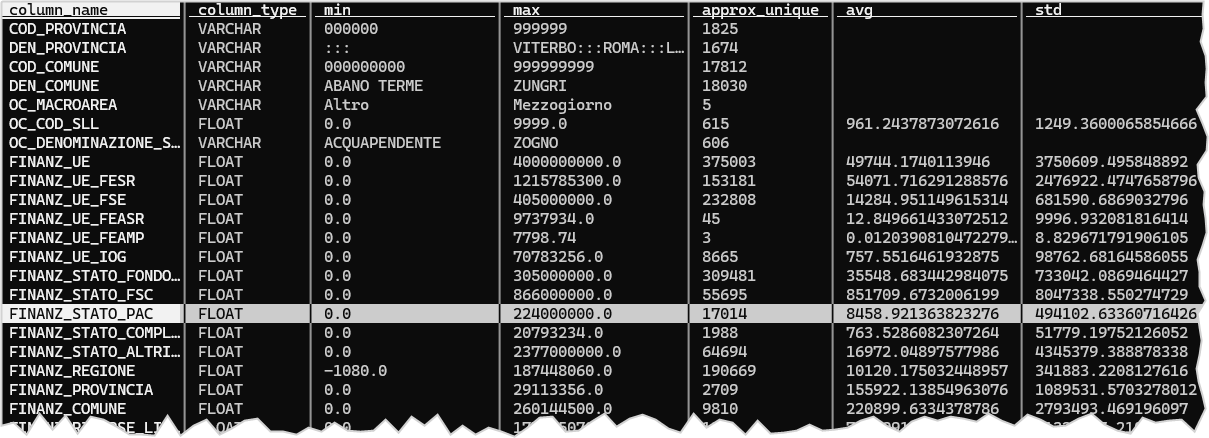 column_name column_type min max approx_unique avg std
COD_PROVINCIA VARCHAR 000000 999999 1825
DEN_PROVINCIA VARCHAR ::: VITERBO:::ROMA:::L… 1674
COD_COMUNE VARCHAR 000000000 999999999 17812
DEN_COMUNE VARCHAR ABANO TERME ZUNGRI 18030
OC_MACROAREA VARCHAR Altro Mezzogiorno 5
OC_COD_SLL FLOAT 0.0 9999.0 615 961.2437873072616 1249.3600065854666
OC_DENOMINAZIONE_S… VARCHAR ACQUAPENDENTE ZOGNO 606
FINANZ_UE FLOAT 0.0 4000000000.0 375003 49744.1740113946 3750609.495848892
FINANZ_UE_FESR FLOAT 0.0 1215785300.0 153181 54071.716291288576 2476922.4747658796
FINANZ_UE_FSE FLOAT 0.0 405000000.0 232808 14284.951149615314 681590.6869032796
FINANZ_UE_FEASR FLOAT 0.0 9737934.0 45 12.849661433072512 9996.932081816414
FINANZ_UE_FEAMP FLOAT 0.0 7798.74 3 0.0120390810472279… 8.829671791906105
FINANZ_UE_IOG FLOAT 0.0 70783256.0 8665 757.5516461932875 98762.68164586055
FINANZ_STATO_FONDO… FLOAT 0.0 305000000.0 309481 35548.683442984075 733042.0869464427
FINANZ_STATO_FSC FLOAT 0.0 866000000.0 55695 851709.6732006199 8047338.550274729
FINANZ_STATO_PAC FLOAT 0.0 224000000.0 17014 8458.921363823276 494102.63360716426
FINANZ_STATO_COMPL… FLOAT 0.0 20793234.0 1988 763.5286082307264 51779.19752126052
FINANZ_STATO_ALTRI… FLOAT 0.0 2377000000.0 64694 16972.04897577986 4345379.388878338
FINANZ_REGIONE FLOAT -1080.0 187448060.0 190669 10120.175032448957 341883.2208127616
FINANZ_PROVINCIA FLOAT 0.0 29113356.0 2709 155922.13854963076 1089531.5703278012
FINANZ_COMUNE FLOAT 0.0 260144500.0 9810 220899.6334378786 2793493.469196097